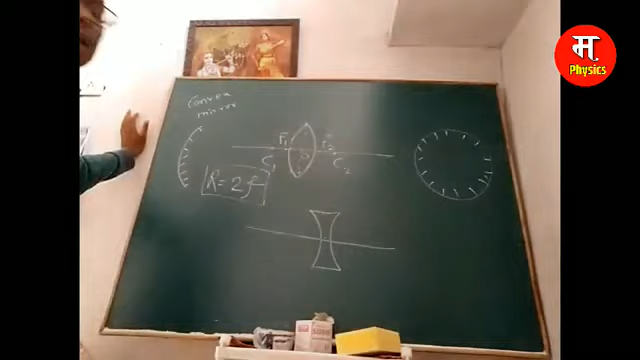 म.
Physics
Convex
mirror
F₁
F₂
C₁
C₂
R = 2f